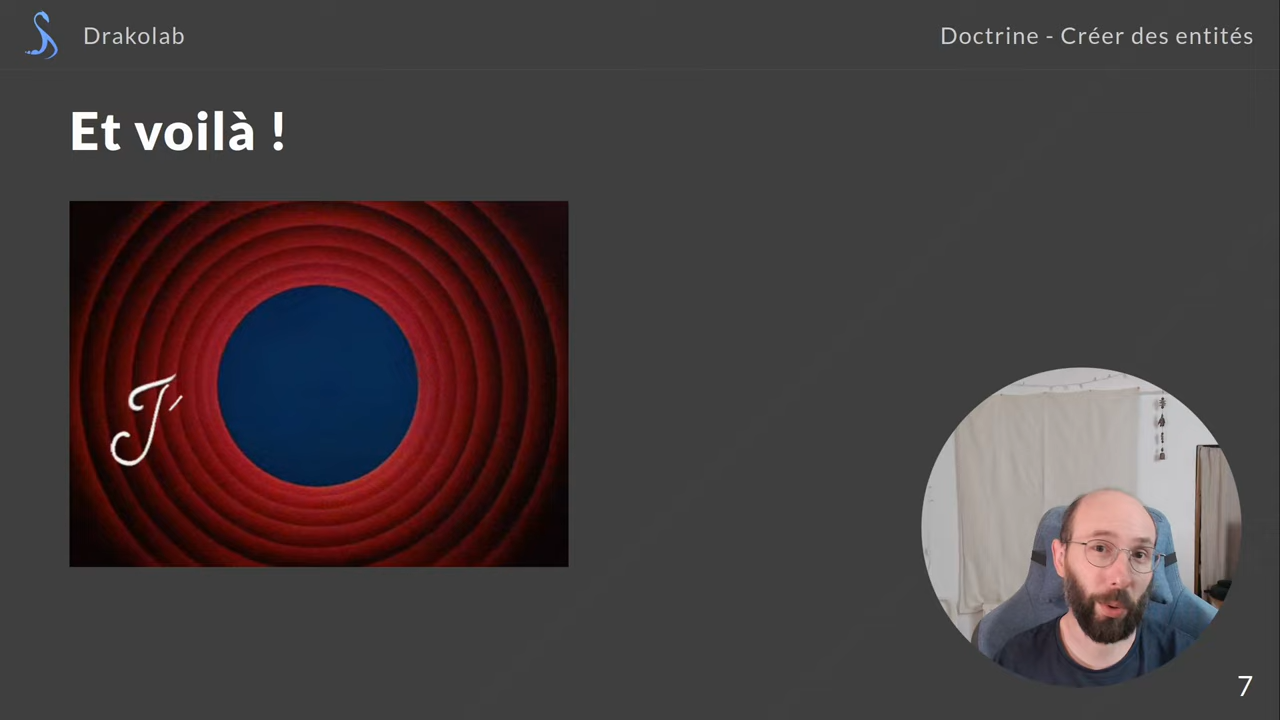 Drakolab
Doctrine - Créer des entités
Et voilà !
T'
7